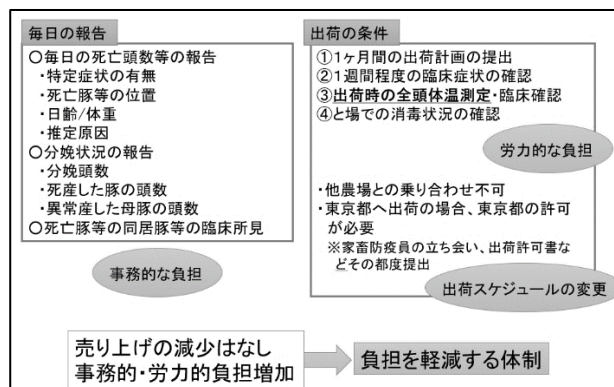 毎日の報告
〇毎日の死亡頭数等の報告
・特定症状の有無
・死亡豚等の位置
・日齢/体重
・推定原因
〇分娩状況の報告
・分娩頭数
・死産した豚の頭数
・異常産した母豚の頭数
〇死亡豚等の同居豚等の臨床所見
事務的な負担
出荷の条件
①1ヶ月間の出荷計画の提出
②1週間程度の臨床症状の確認
③出荷時の全頭体温測定・臨床確認
④と場での消毒状況の確認
労力的な負担
・他農場との乗り合わせ不可
・東京都へ出荷の場合、東京都の許可
が必要
※家畜防疫員の立ち会い、出荷許可書な
どその都度提出
出荷スケジュールの変更
売り上げの減少はなし
事務的・労力的負担増加
負担を軽減する体制